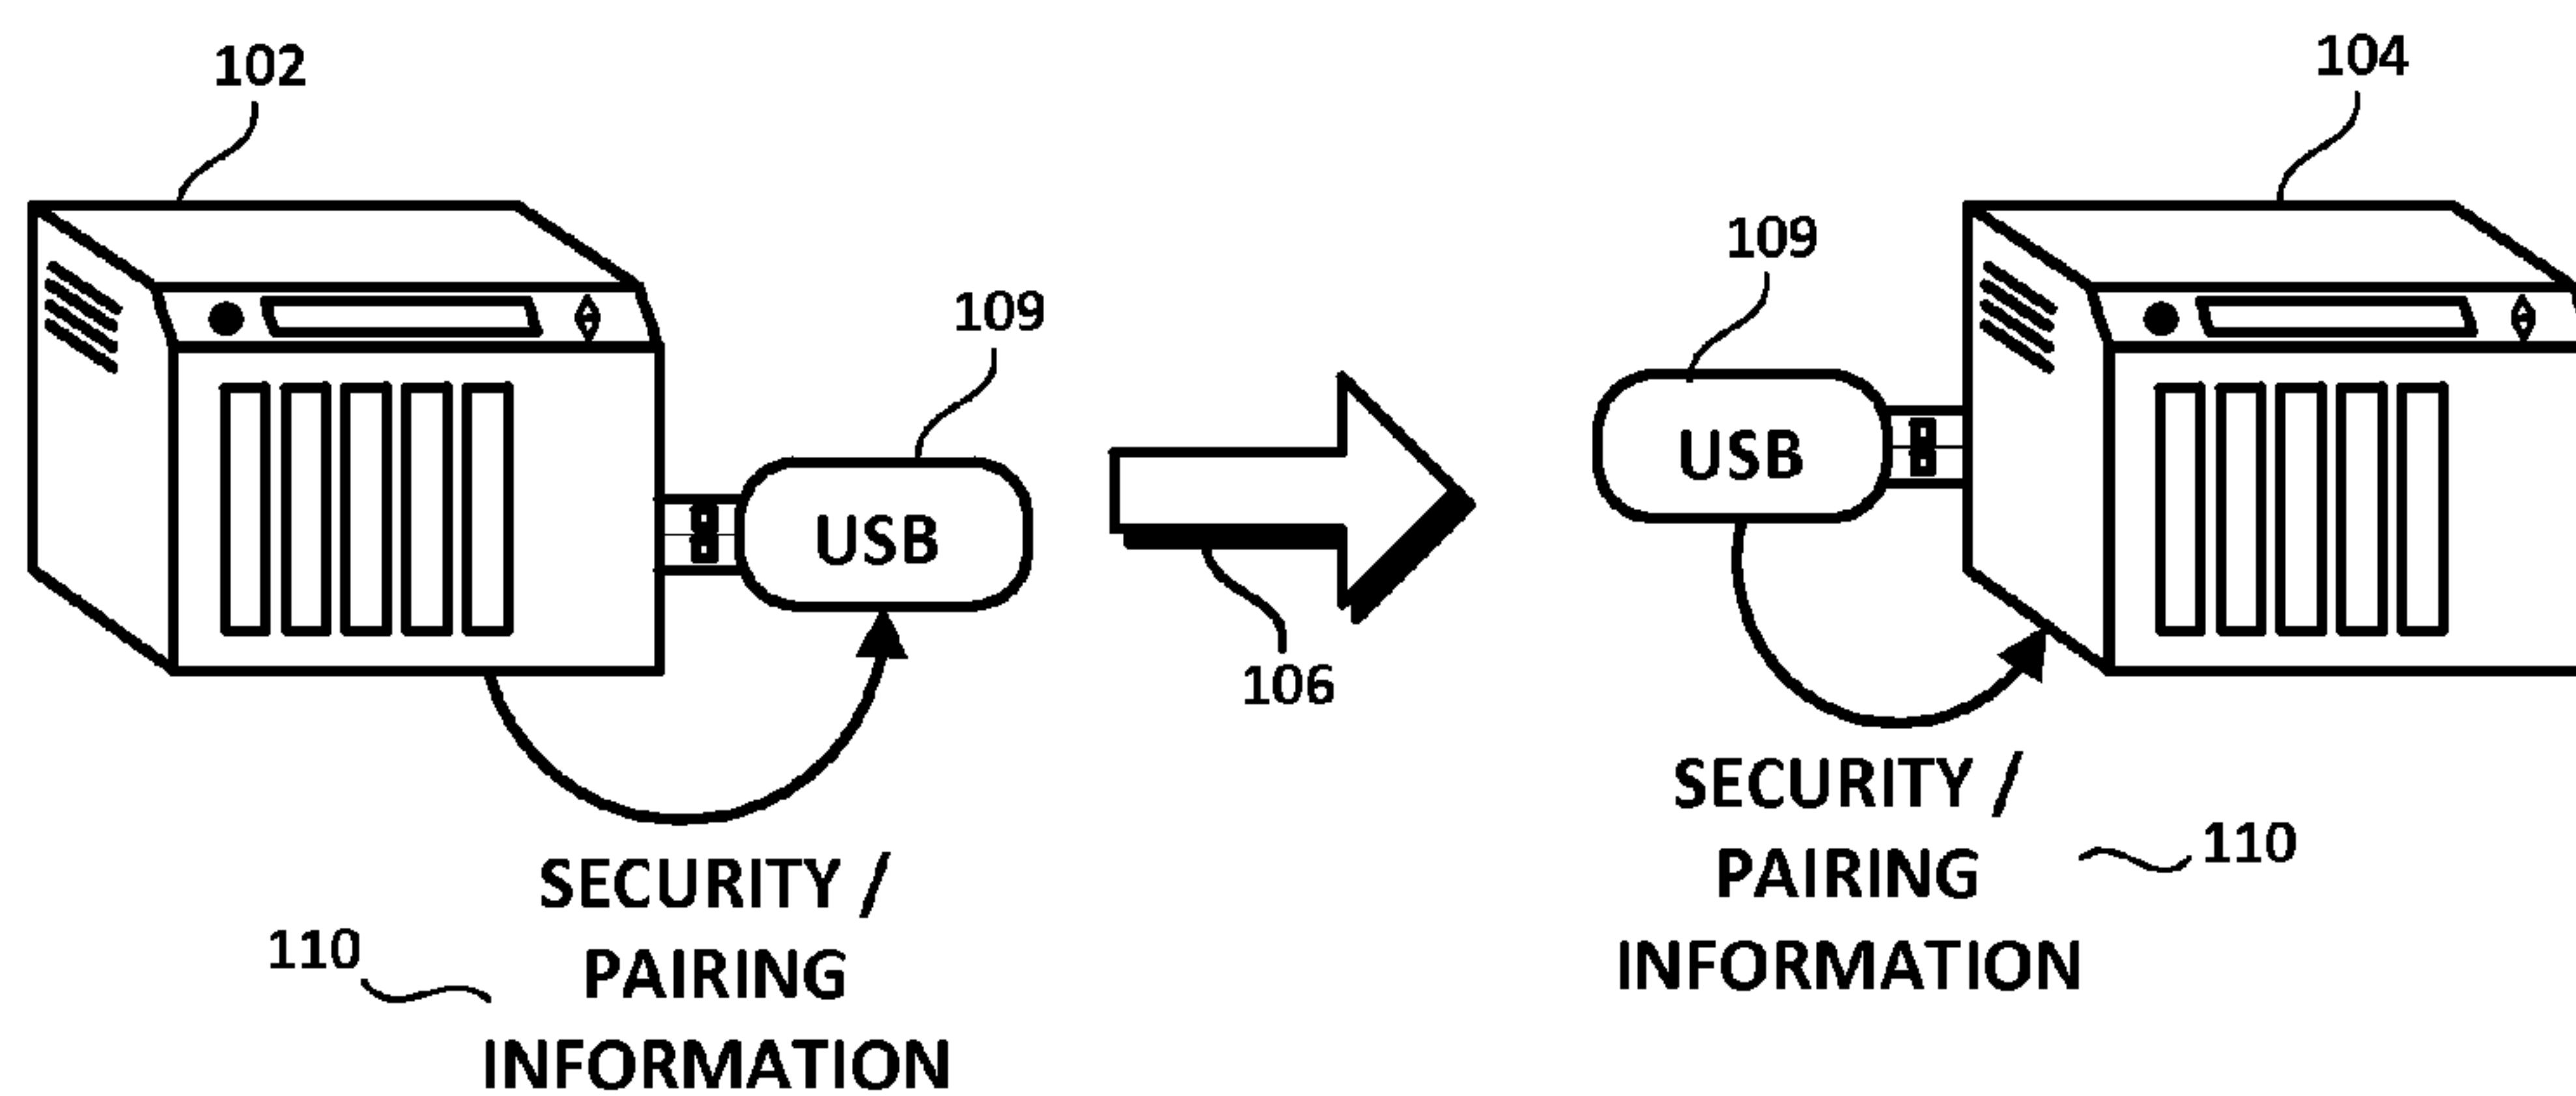 102
104
109
109
USB
USB
106
SECURITY /
PAIRING
INFORMATION
110
SECURITY /
PAIRING
INFORMATION
110